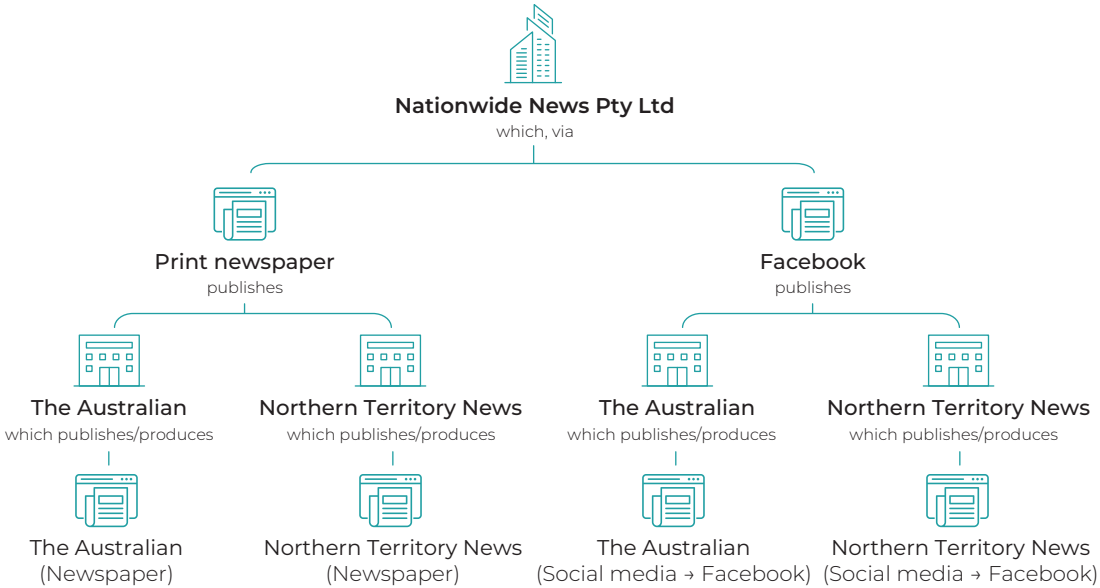 Nationwide News Pty Ltd
which, via
Print newspaper
publishes
Facebook
publishes
The Australian
which publishes/produces
Northern Territory News
which publishes/produces
The Australian
which publishes/produces
Northern Territory News
which publishes/produces
The Australian
(Newspaper)
Northern Territory News
(Newspaper)
The Australian
(Social media → Facebook)
Northern Territory News
(Social media → Facebook)